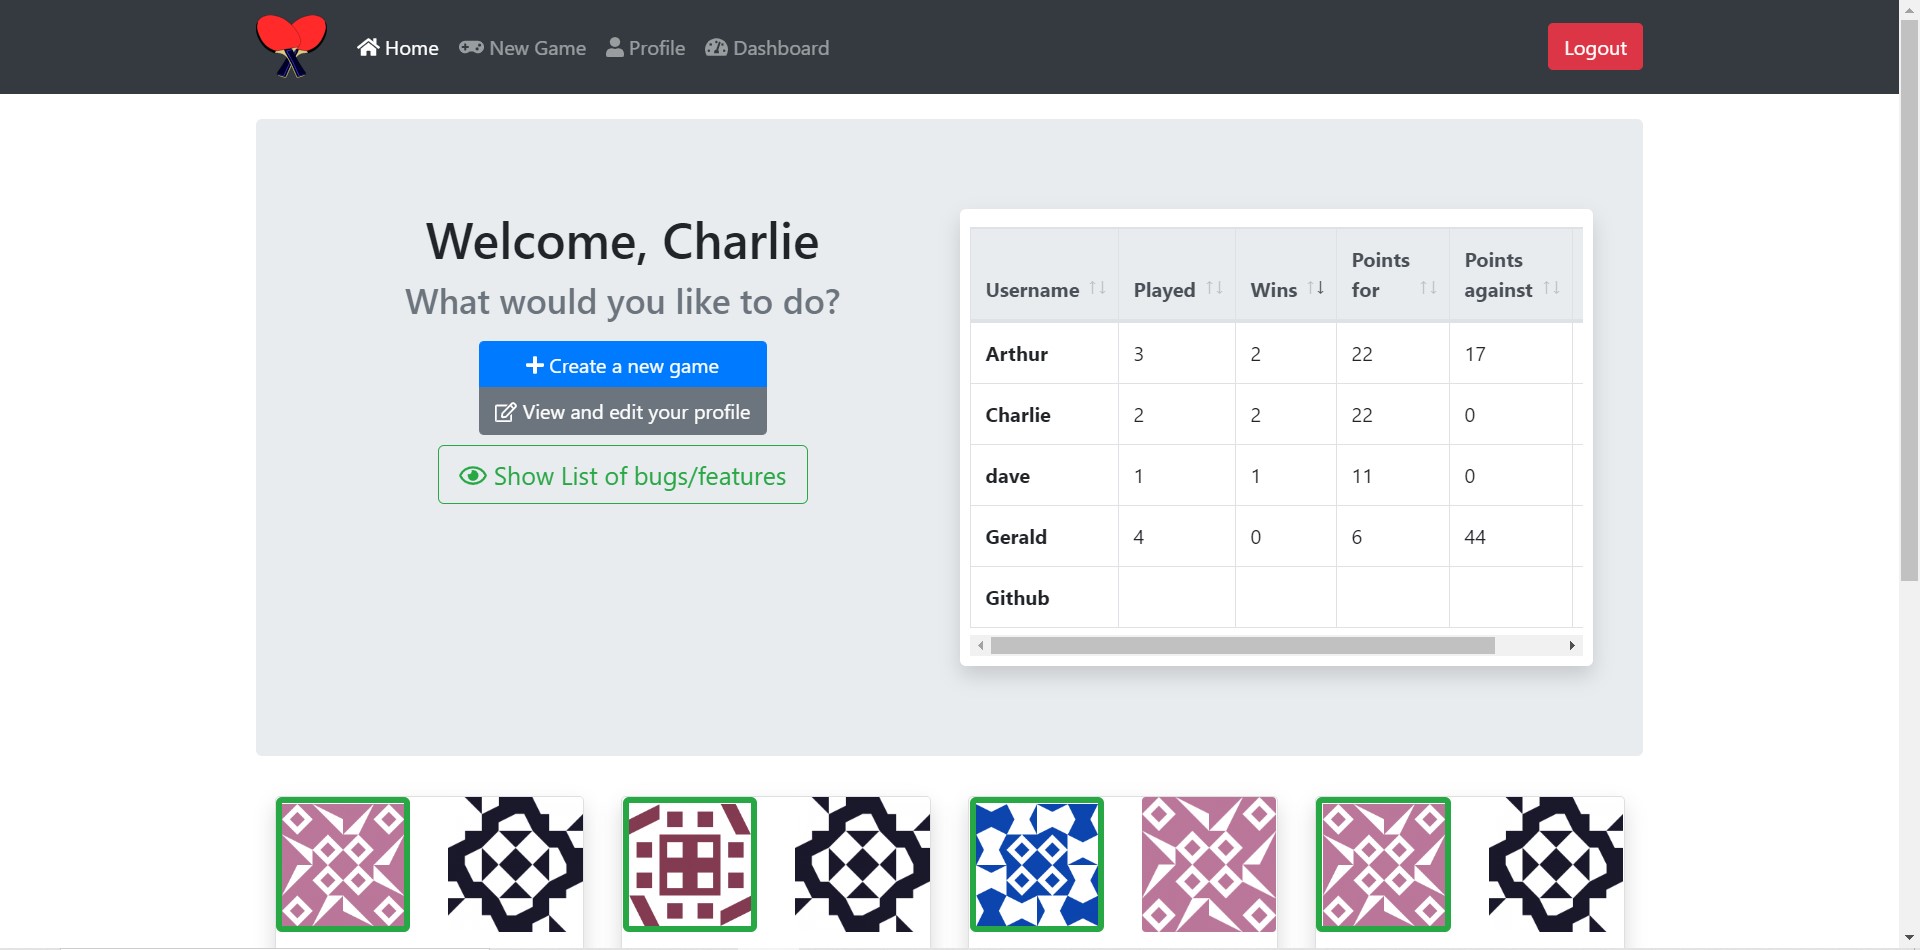 Home New Game Profile Dashboard Logout
Welcome, Charlie
What would you like to do?
Create a new game
View and edit your profile
Show List of bugs/features
Username Played Wins Points for Points against
Arthur 3 2 22 17
Charlie 2 2 22 0
dave 1 1 11 0
Gerald 4 0 6 44
Github